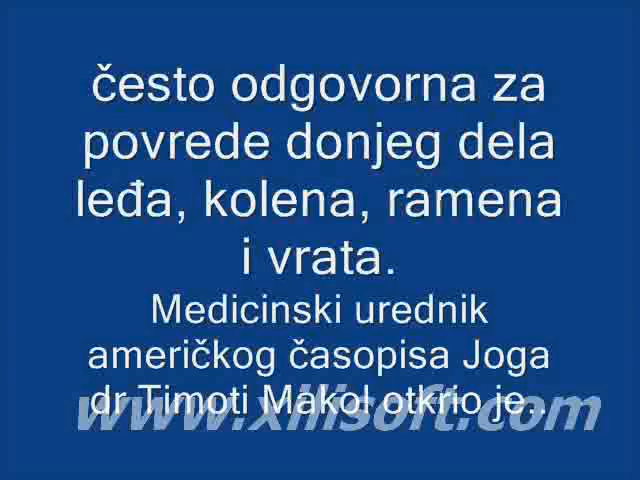 često odgovorna za
povrede donjeg dela
leđa, kolena, ramena
i vrata.
Medicinski urednik
američkog časopisa Joga
dr Timoti Makol otkrio je..
www.xilisoft.com